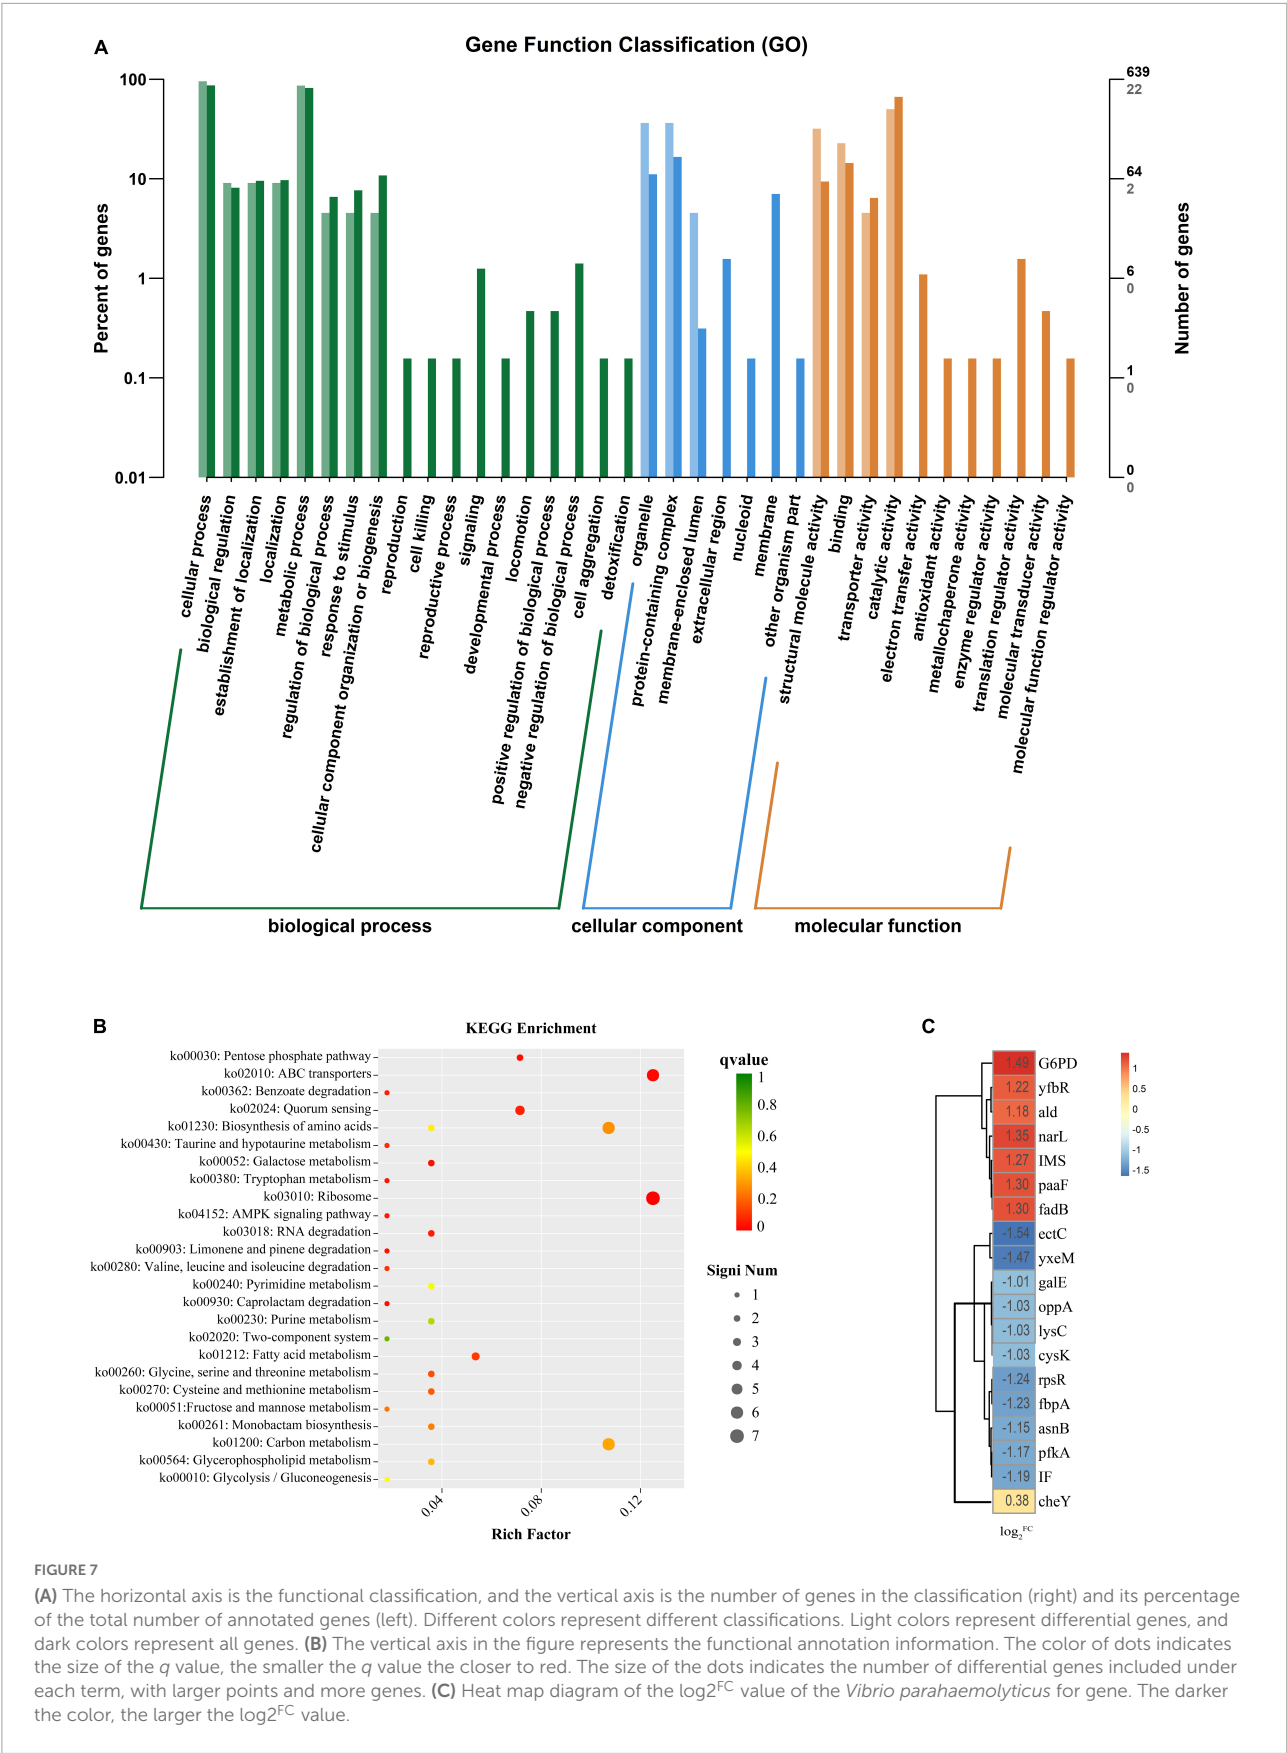 A
Gene Function Classification (GO)
Percent of genes
100
10
1
0.1
0.01
639
22
64
2
6
0
1
0
0
0
Number of genes
cellular process
biological regulation
establishment of localization
localization
metabolic process
regulation of biological process
response to stimulus
cellular component organization or biogenesis
reproduction
cell killing
reproductive process
signaling
developmental process
locomotion
positive regulation of biological process
negative regulation of biological process
cell aggregation
detoxification
organelle
protein-containing complex
membrane-enclosed lumen
extracellular region
nucleoid
membrane
other organism part
structural molecule activity
binding
transporter activity
catalytic activity
electron transfer activity
antioxidant activity
metallochaperone activity
enzyme regulator activity
translation regulator activity
molecular transducer activity
molecular function regulator activity
biological process
cellular component
molecular function
B
KEGG Enrichment
ko00030: Pentose phosphate pathway
ko02010: ABC transporters
ko00362: Benzoate degradation
ko02024: Quorum sensing
ko01230: Biosynthesis of amino acids
ko00430: Taurine and hypotaurine metabolism
ko00052: Galactose metabolism
ko00380: Tryptophan metabolism
ko03010: Ribosome
ko04152: AMPK signaling pathway
ko03018: RNA degradation
ko00903: Limonene and pinene degradation
ko00280: Valine, leucine and isoleucine degradation
ko00240: Pyrimidine metabolism
ko00930: Caprolactam degradation
ko00230: Purine metabolism
ko02020: Two-component system
ko01212: Fatty acid metabolism
ko00260: Glycine, serine and threonine metabolism
ko00270: Cysteine and methionine metabolism
ko00051:Fructose and mannose metabolism
ko00261: Monobactam biosynthesis
ko01200: Carbon metabolism
ko00564: Glycerophospholipid metabolism
ko00010: Glycolysis / Gluconeogenesis
0.04
0.08
0.12
Rich Factor
qvalue
1
0.8
0.6
0.4
0.2
0
Signi Num
1
2
3
4
5
6
7
C
1.49 G6PD
1.22 yfbR
1.18 ald
1.35 narL
1.27 IMS
1.30 paaF
1.30 fadB
-1.54 ectC
-1.47 yxeM
-1.01 galE
-1.03 oppA
-1.03 lysC
-1.03 cysK
-1.24 rpsR
-1.23 fbpA
-1.15 asnB
-1.17 pfkA
-1.19 IF
0.38 cheY
log2FC
1
0.5
0
-0.5
-1
-1.5
FIGURE 7
(A) The horizontal axis is the functional classification, and the vertical axis is the number of genes in the classification (right) and its percentage
of the total number of annotated genes (left). Different colors represent different classifications. Light colors represent differential genes, and
dark colors represent all genes. (B) The vertical axis in the figure represents the functional annotation information. The color of dots indicates
the size of the q value, the smaller the q value the closer to red. The size of the dots indicates the number of differential genes included under
each term, with larger points and more genes. (C) Heat map diagram of the log2FC value of the Vibrio parahaemolyticus for gene. The darker
the color, the larger the log2FC value.